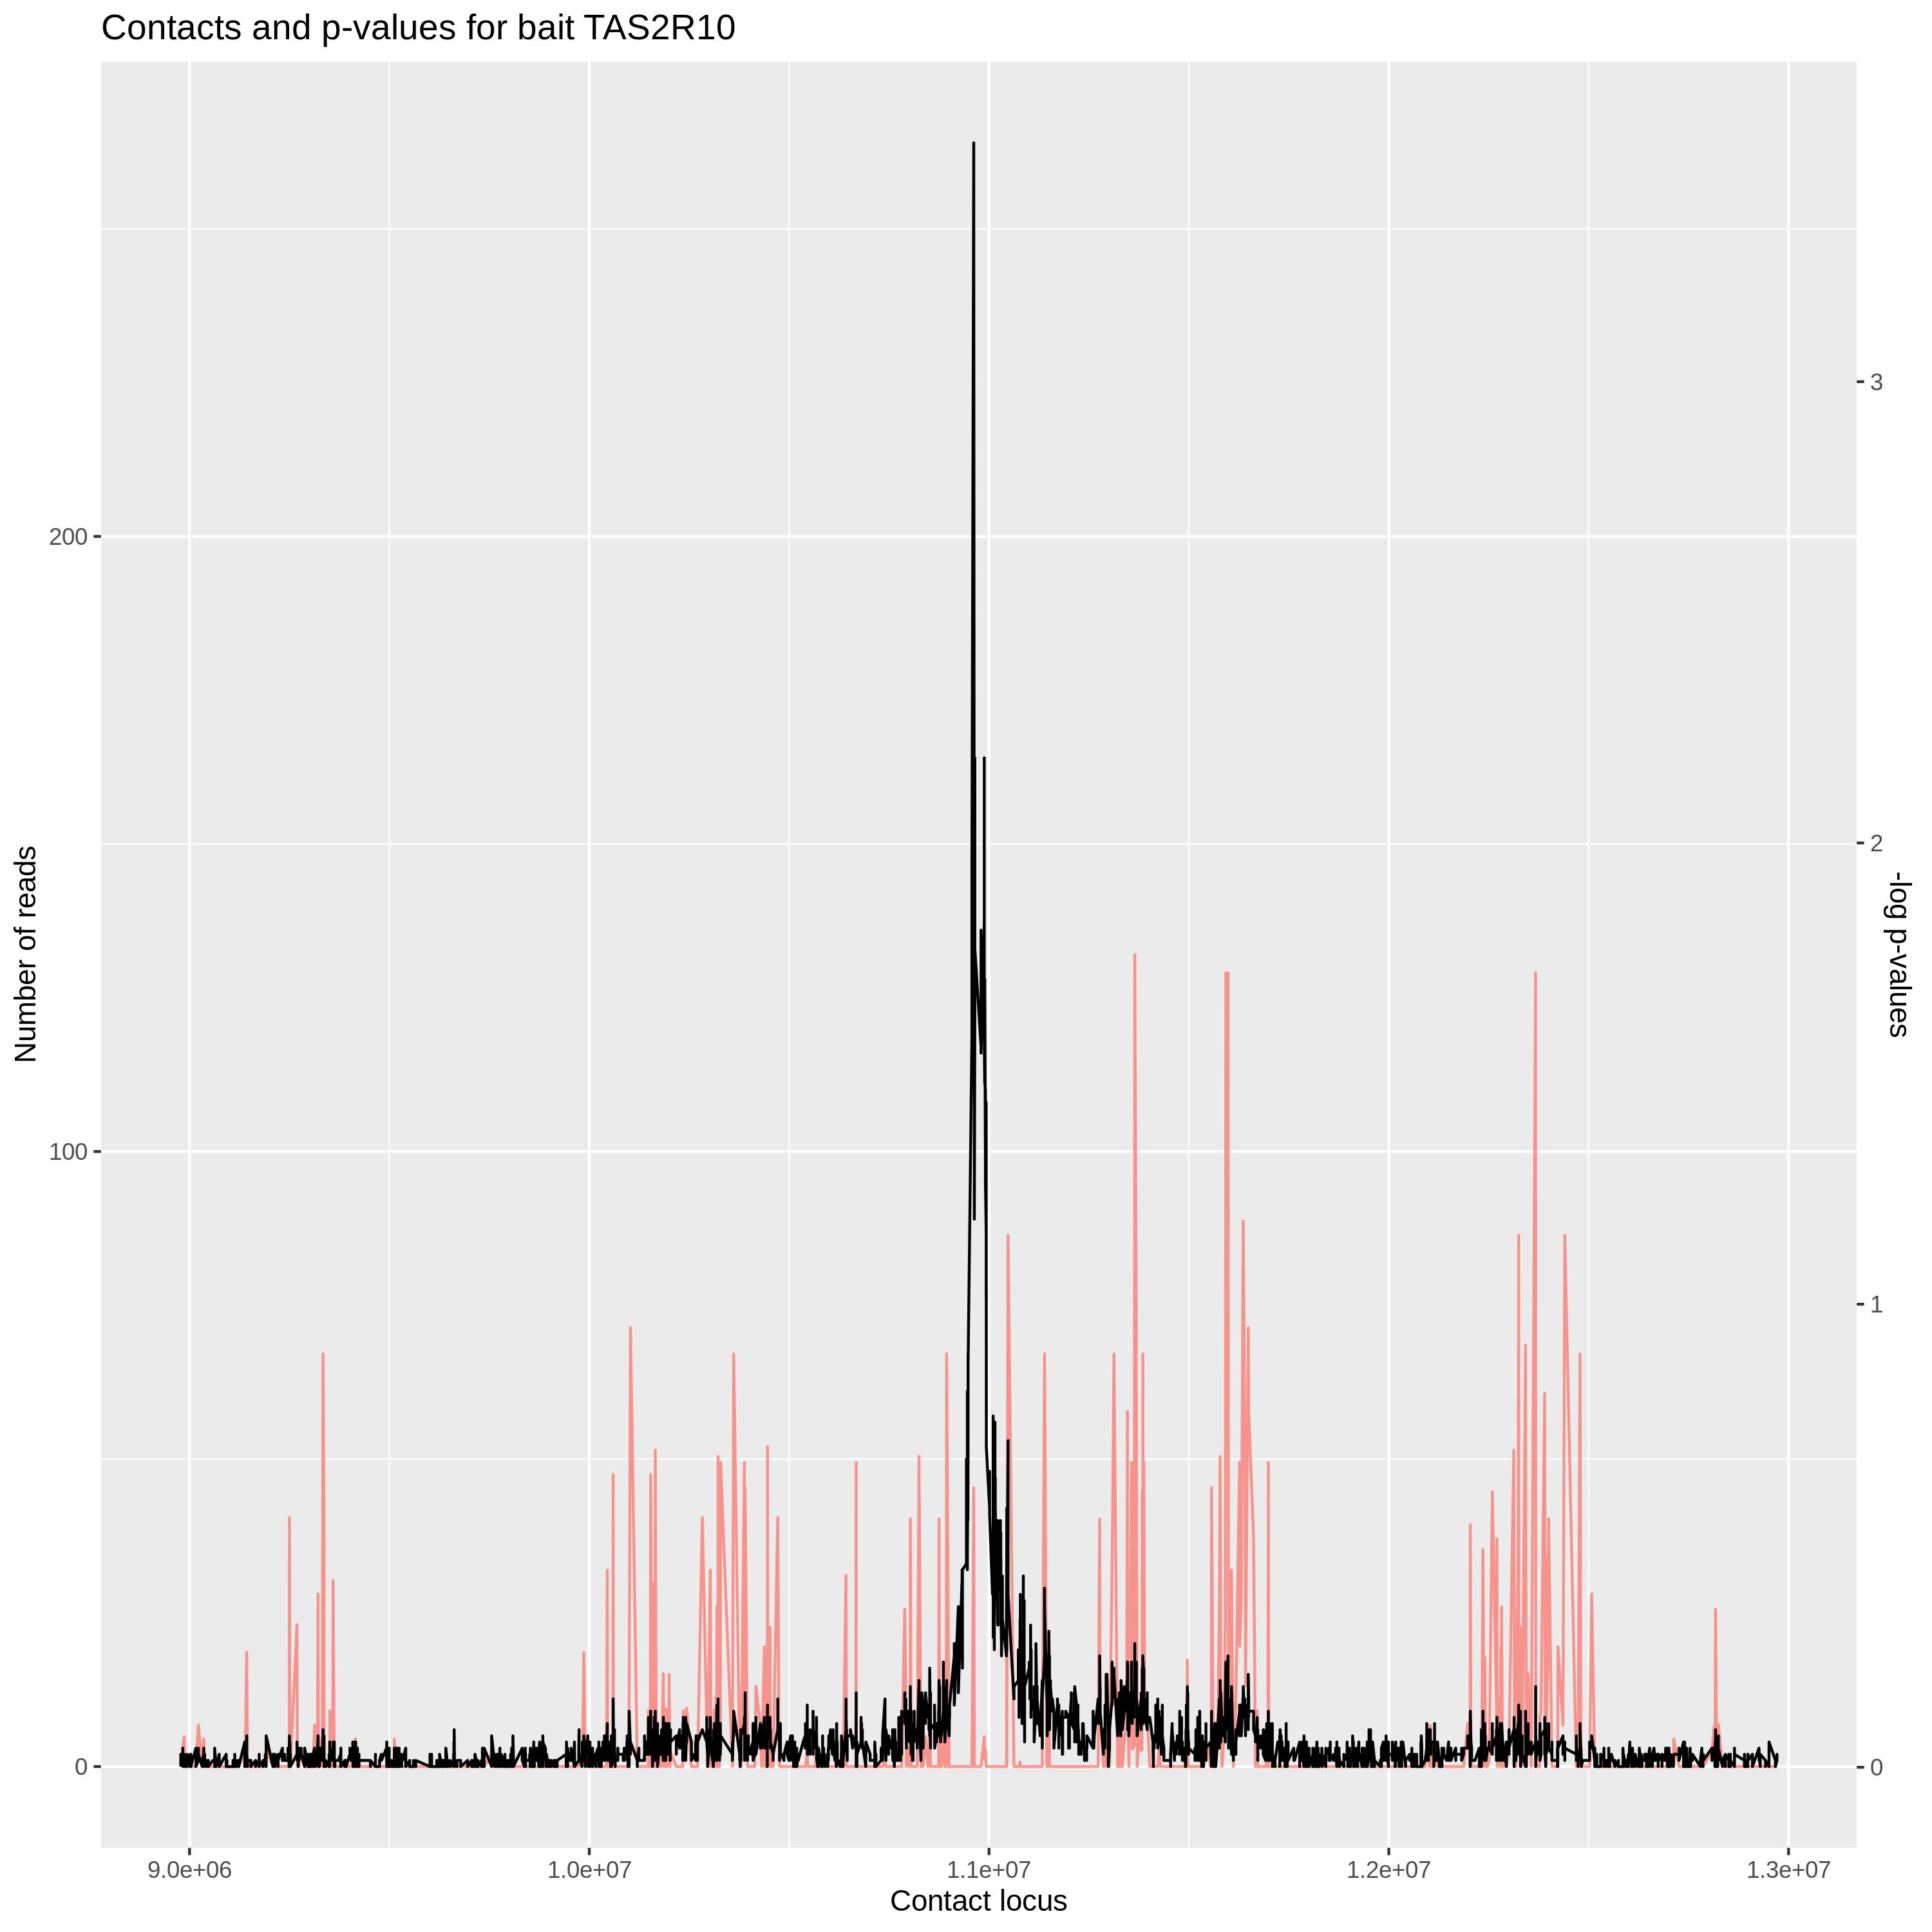 Contacts and p-values for bait TAS2R10
Number of reads
200
100
0
3
2
1
0
-log p-values
9.0e+06 1.0e+07 1.1e+07 1.2e+07 1.3e+07
Contact locus